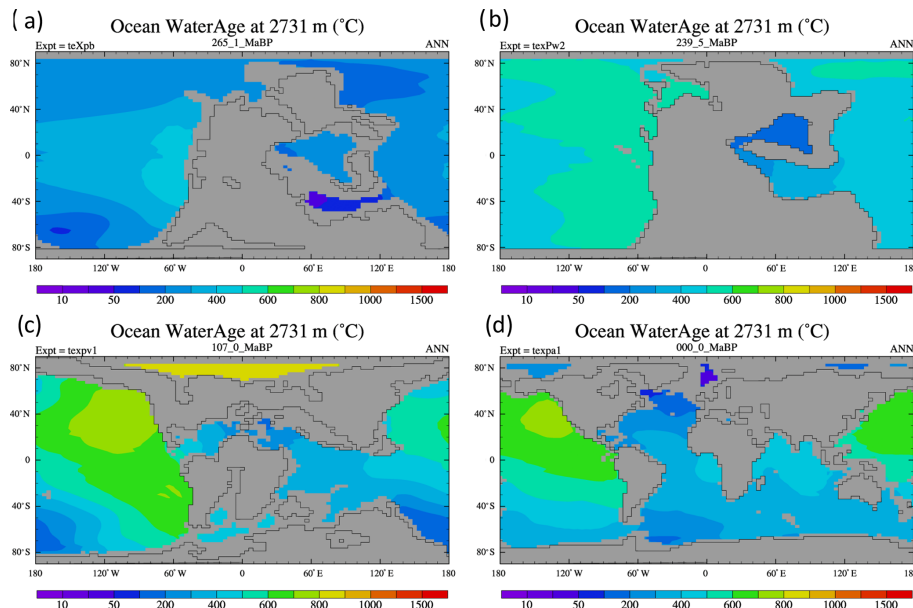 (a)
Ocean WaterAge at 2731 m (°C)
Expt = teXpb
265_1_MaBP
ANN
80°N
40°N
0
40°S
80°S
180
120°W
60°W
0
60°E
120°E
180
10 50 200 400 600 800 1000 1500
(b)
Ocean WaterAge at 2731 m (°C)
Expt = texPw2
239_5_MaBP
ANN
80°N
40°N
0
40°S
80°S
180
120°W
60°W
0
60°E
120°E
180
10 50 200 400 600 800 1000 1500
(c)
Ocean WaterAge at 2731 m (°C)
Expt = texpv1
107_0_MaBP
ANN
80°N
40°N
0
40°S
80°S
180
120°W
60°W
0
60°E
120°E
180
10 50 200 400 600 800 1000 1500
(d)
Ocean WaterAge at 2731 m (°C)
Expt = texpa1
000_0_MaBP
ANN
80°N
40°N
0
40°S
80°S
180
120°W
60°W
0
60°E
120°E
180
10 50 200 400 600 800 1000 1500